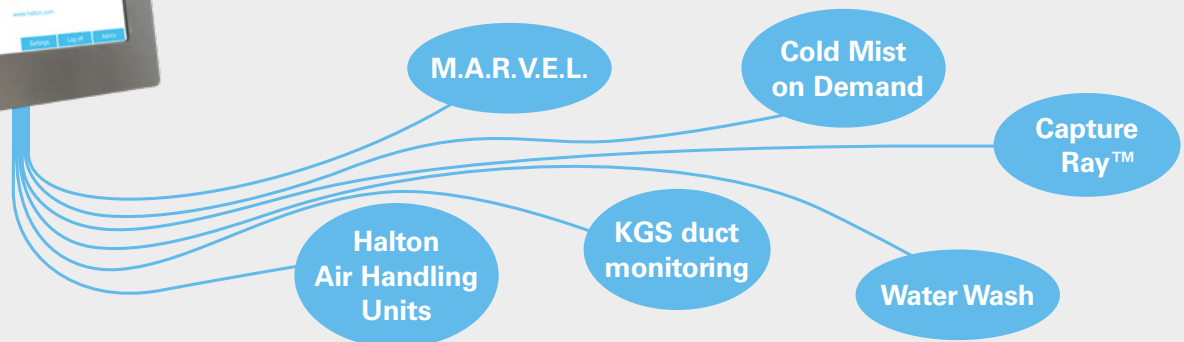 www.halton.com
Settings
Log off
Admin
M.A.R.V.E.L.
Cold Mist
on Demand
Capture
Ray™
Halton
Air Handling
Units
KGS duct
monitoring
Water Wash